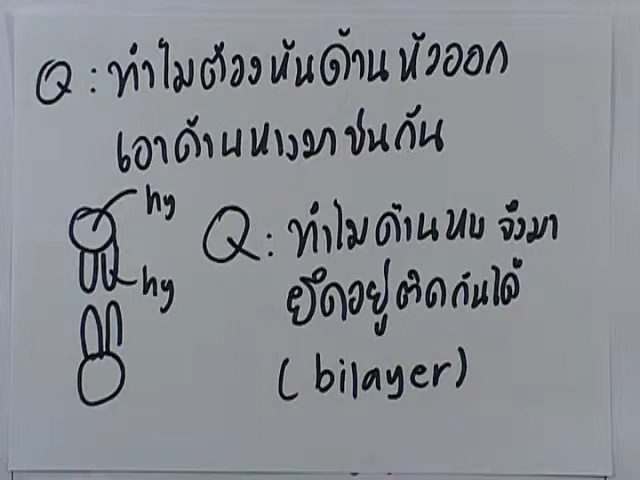 Q : ทำไมต้องหันด้านหัวออก
เอาด้านหางมาชนกัน
hy
hy
Q : ทำไมด้านหาง จึงมา
ยึดอยู่ติดกันได้
(bilayer)